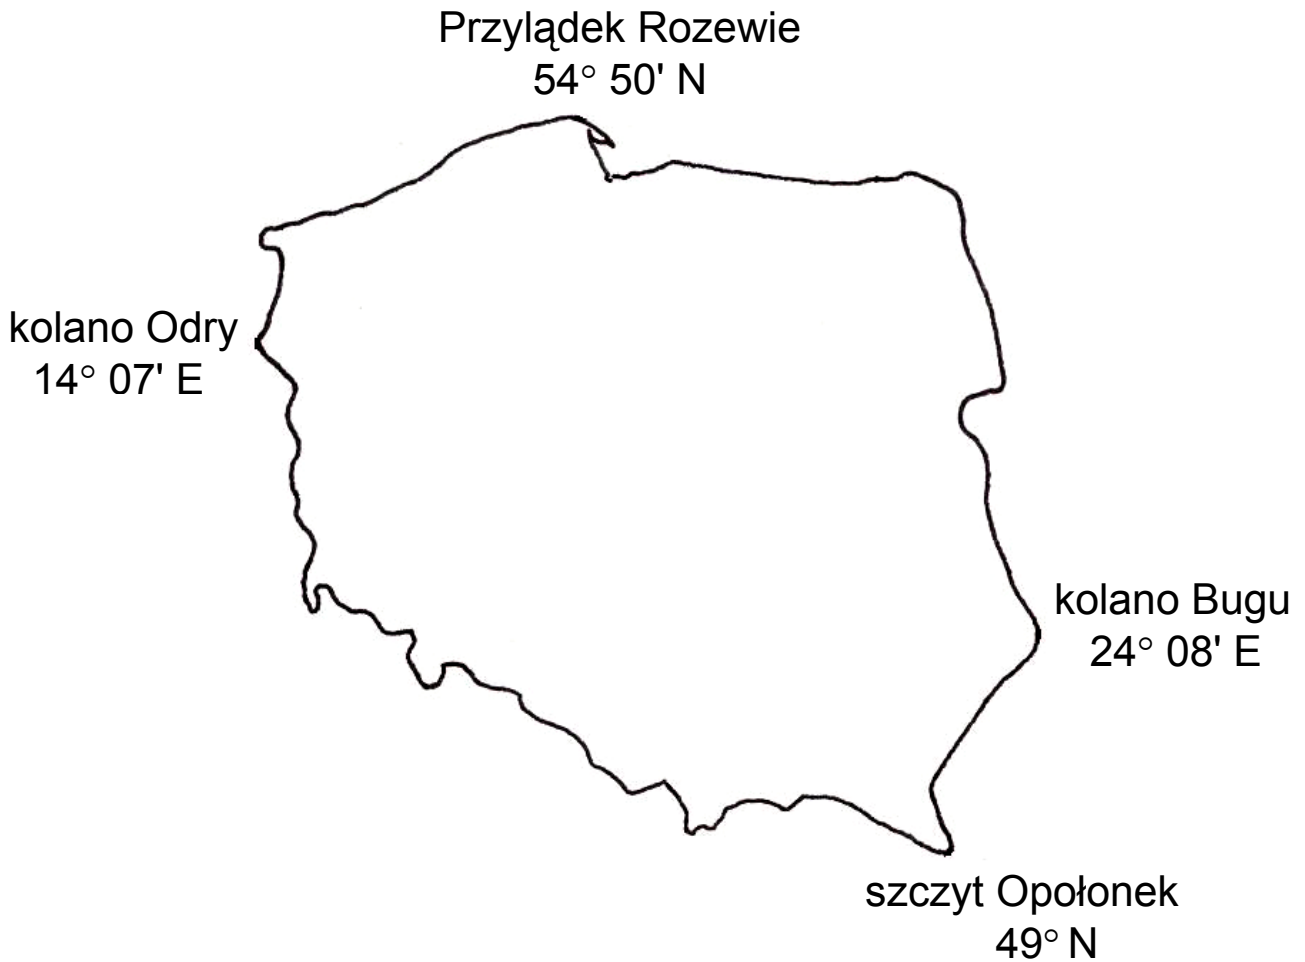 Przylądek Rozewie
54° 50' N
kolano Odry
14° 07' E
kolano Bugu
24° 08' E
szczyt Opołonek
49° N